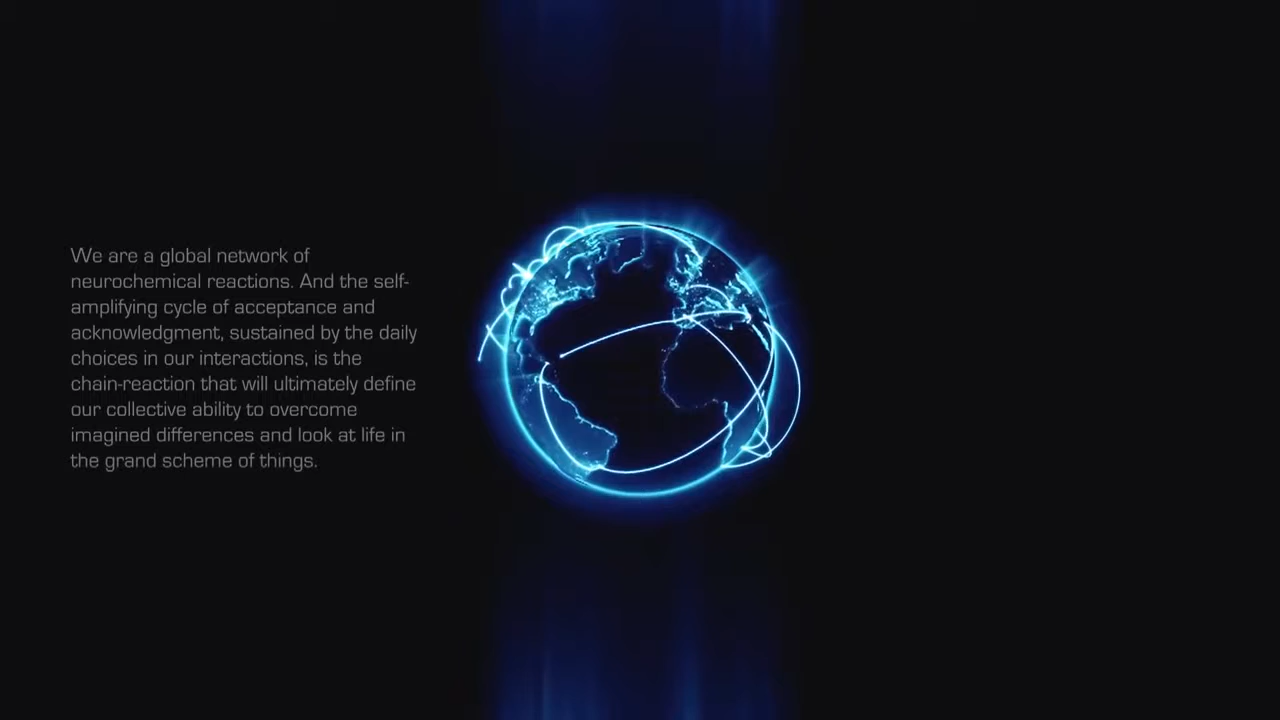 We are a global network of
neurochemical reactions. And the self-
amplifying cycle of acceptance and
acknowledgment, sustained by the daily
choices in our interactions, is the
chain-reaction that will ultimately define
our collective ability to overcome
imagined differences and look at life in
the grand scheme of things.